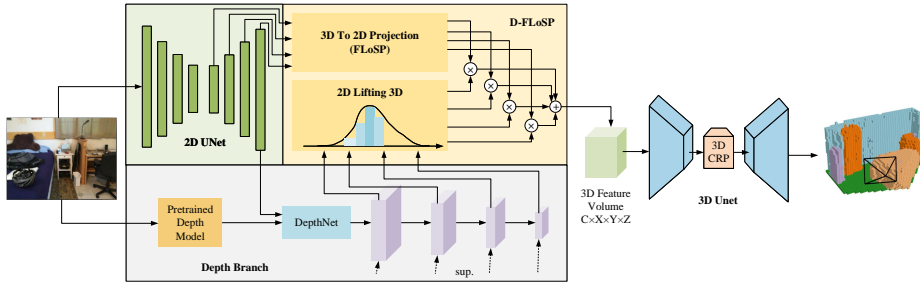 D-FLoSP
3D To 2D Projection
(FLoSP)
2D Lifting 3D
2D UNet
3D
CRP
3D Feature
Volume
C×X×Y×Z
3D Unet
Pretrained
Depth
Model
DepthNet
Depth Branch
sup.